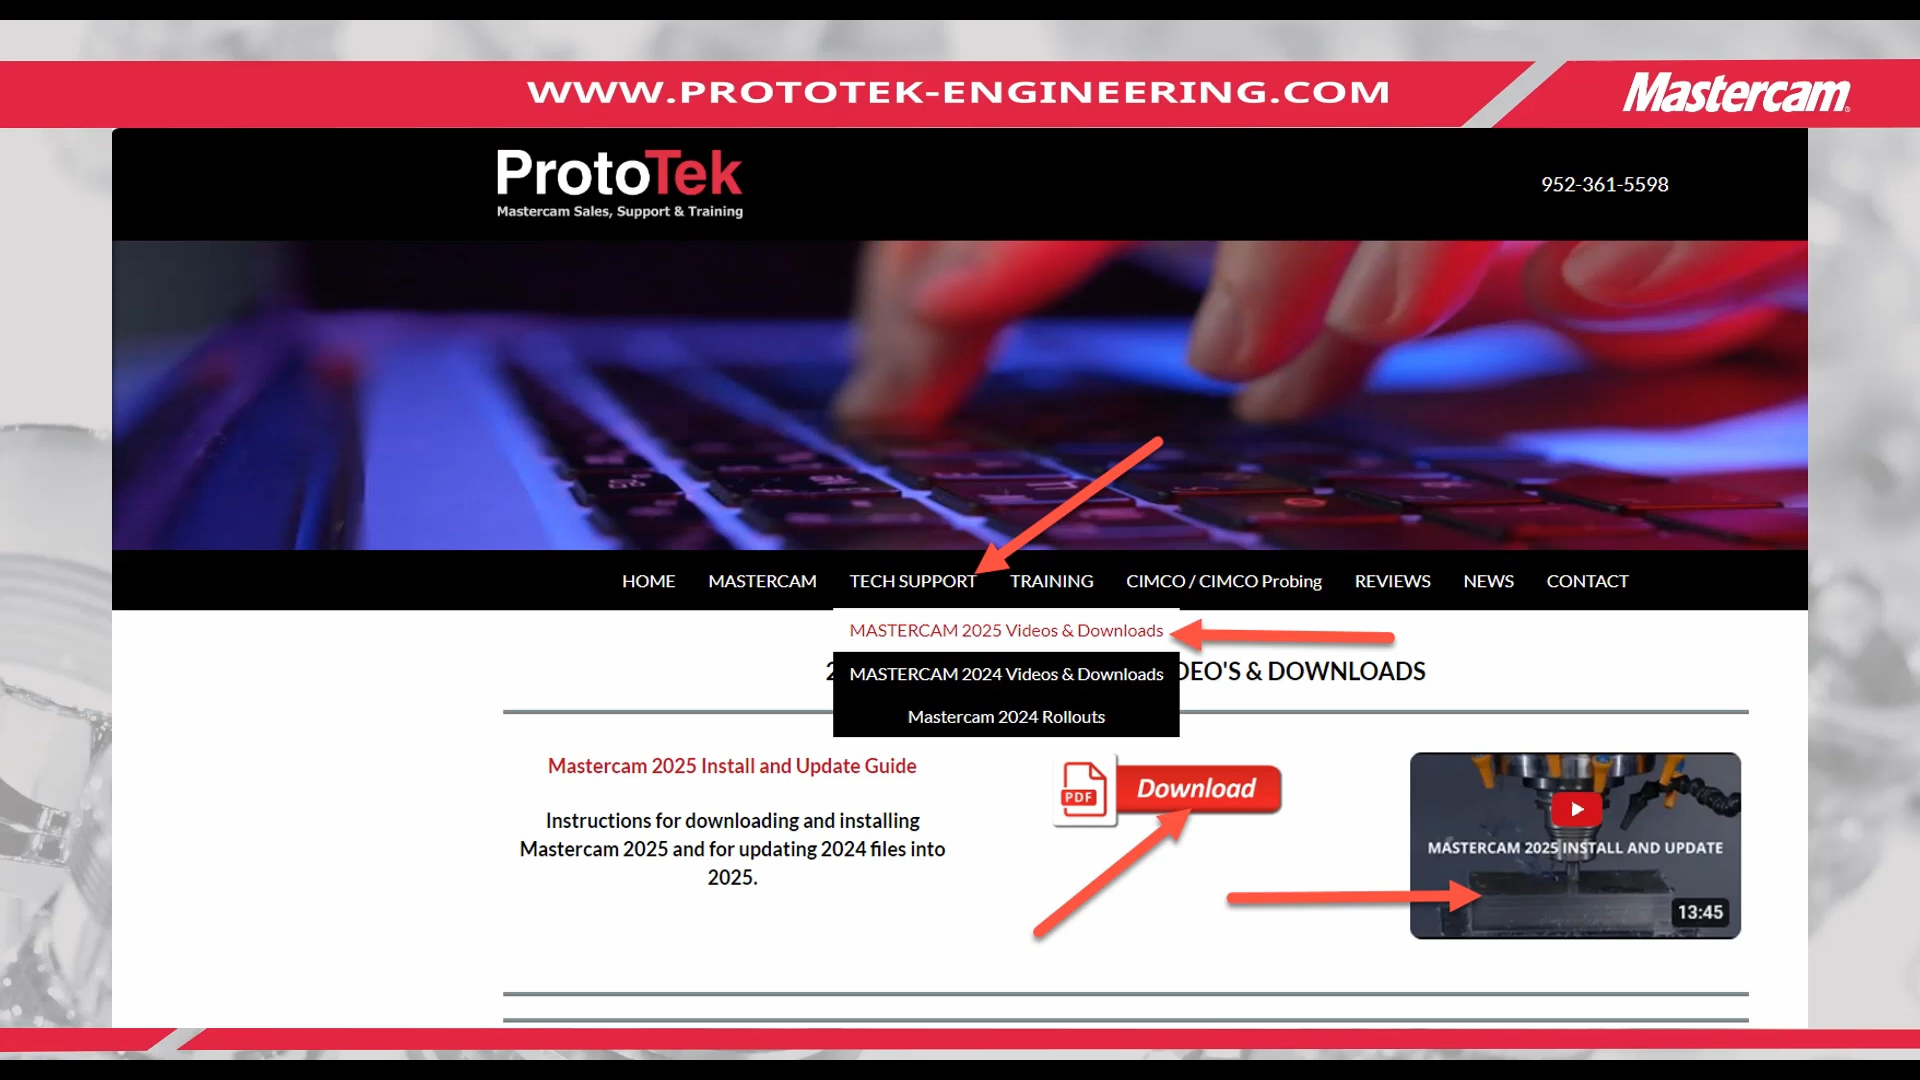 WWW.PROTOTEK-ENGINEERING.COM
Mastercam
ProtoTek
Mastercam Sales, Support & Training
952-361-5598
HOME MASTERCAM TECH SUPPORT TRAINING CIMCO / CIMCO Probing REVIEWS NEWS CONTACT
MASTERCAM 2025 Videos & Downloads
DEO'S & DOWNLOADS
MASTERCAM 2024 Videos & Downloads
Mastercam 2024 Rollouts
Mastercam 2025 Install and Update Guide
Instructions for downloading and installing
Mastercam 2025 and for updating 2024 files into
2025.
PDF
Download
MASTERCAM 2025 INSTALL AND UPDATE
13:45